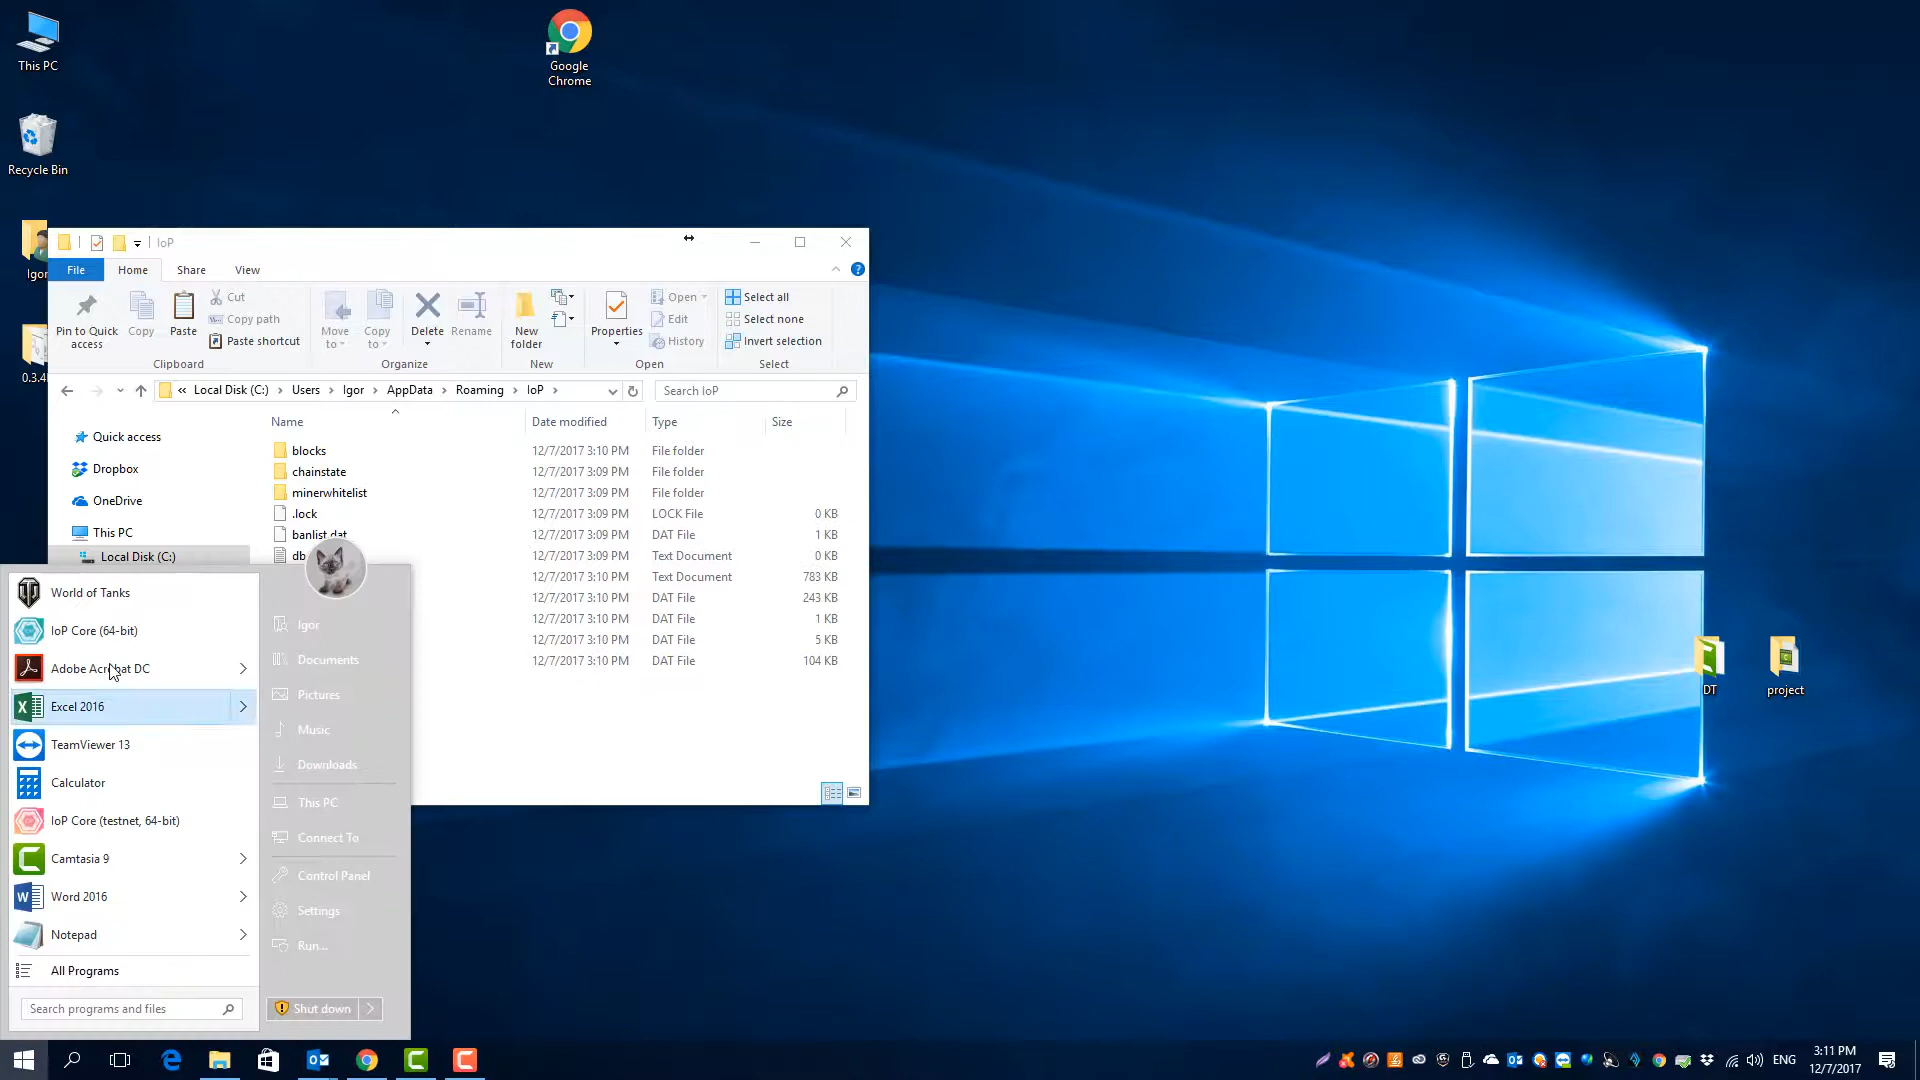 This PC
Google
Chrome
Recycle Bin
Igor
0.3.4
IoP
File
Home
Share
View
Pin to Quick
access
Copy
Paste
Cut
Copy path
Paste shortcut
Clipboard
Move
to
Copy
to
Delete
Rename
Organize
New
folder
New
Properties
Open
Edit
History
Open
Select all
Select none
Invert selection
Select
« Local Disk (C:) > Users > Igor > AppData > Roaming > IoP >
Search IoP
Name Date modified Type Size
Quick access
Dropbox
OneDrive
This PC
Local Disk (C:)
blocks 12/7/2017 3:10 PM File folder
chainstate 12/7/2017 3:09 PM File folder
minerwhitelist 12/7/2017 3:09 PM File folder
.lock 12/7/2017 3:09 PM LOCK File 0 KB
banlist.dat 12/7/2017 3:09 PM DAT File 1 KB
db 12/7/2017 3:09 PM Text Document 0 KB
12/7/2017 3:10 PM Text Document 783 KB
12/7/2017 3:10 PM DAT File 243 KB
12/7/2017 3:10 PM DAT File 1 KB
12/7/2017 3:10 PM DAT File 5 KB
12/7/2017 3:10 PM DAT File 104 KB
World of Tanks
IoP Core (64-bit)
Adobe Acrobat DC
Excel 2016
TeamViewer 13
Calculator
IoP Core (testnet, 64-bit)
Camtasia 9
Word 2016
Notepad
All Programs
Search programs and files
Igor
Documents
Pictures
Music
Downloads
This PC
Connect To
Control Panel
Settings
Run...
Shut down
DT
project
ENG
3:11 PM
12/7/2017